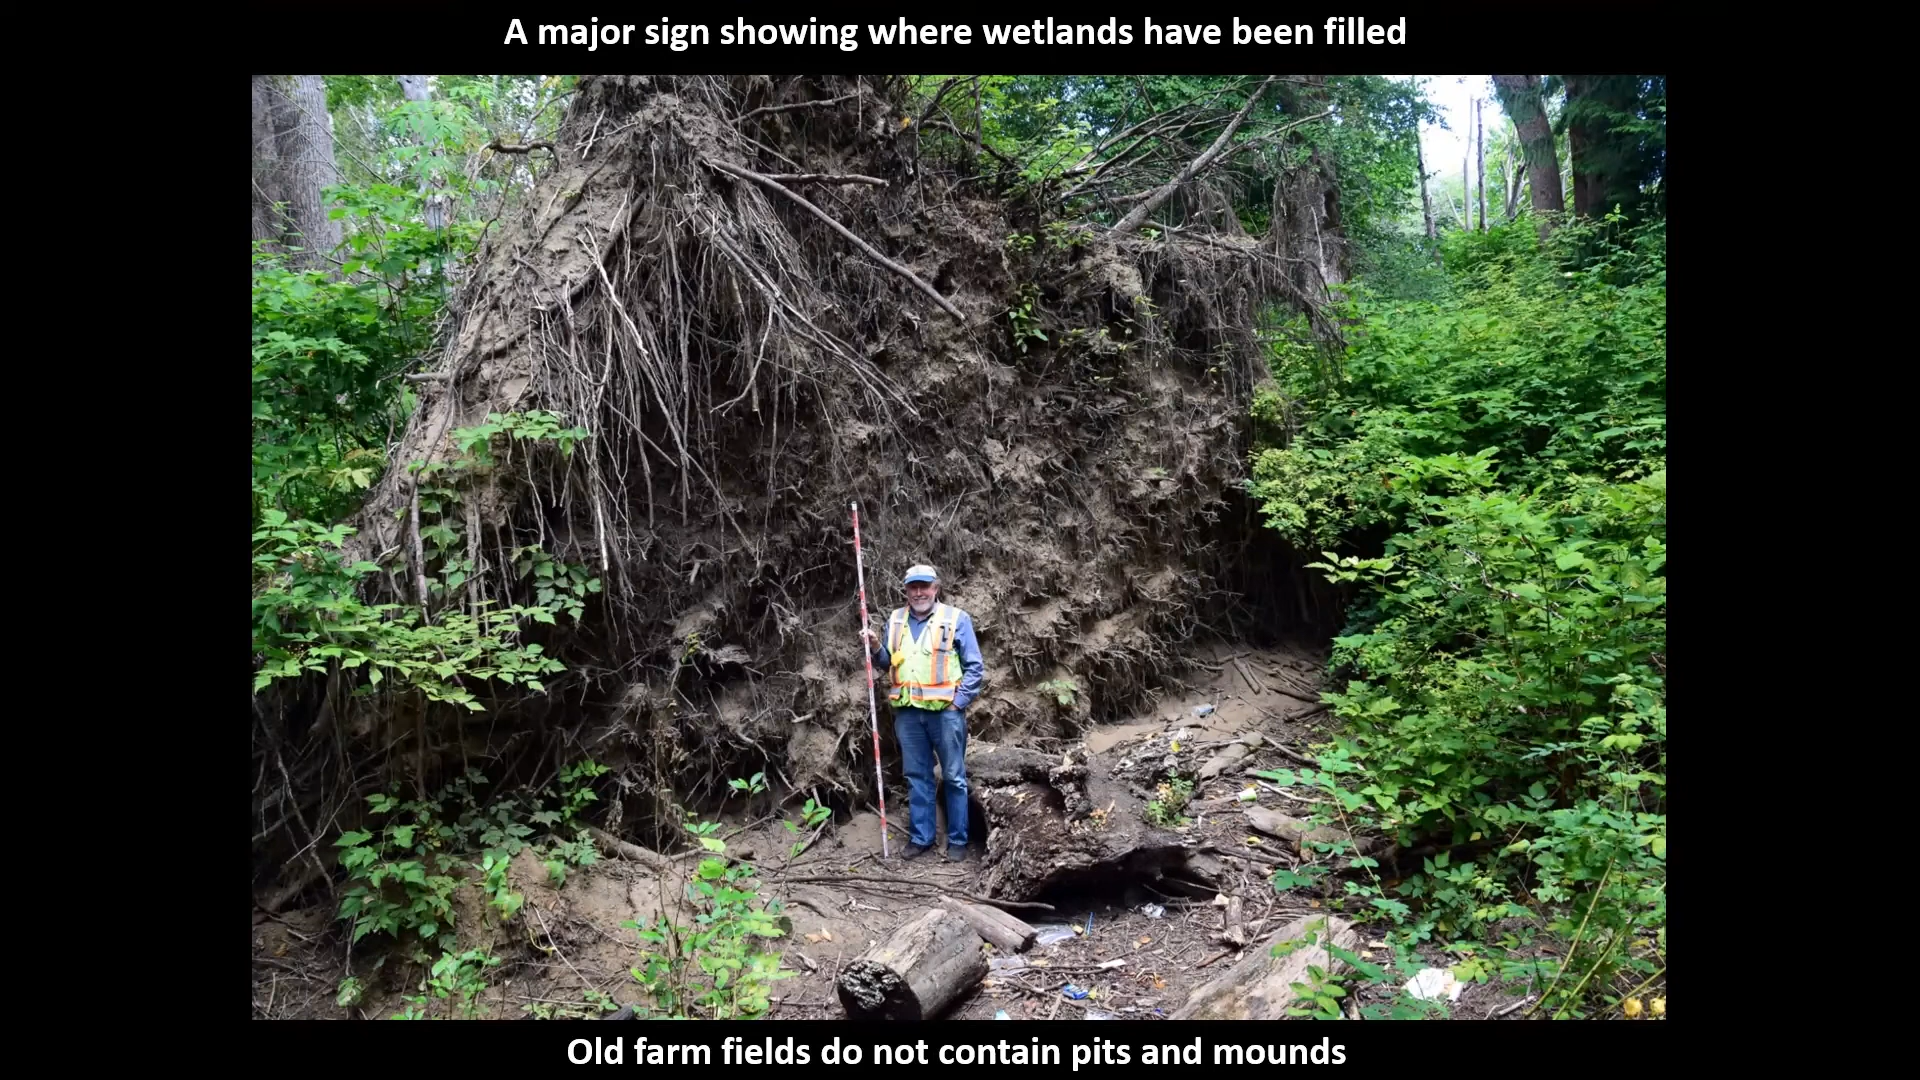 A major sign showing where wetlands have been filled
Old farm fields do not contain pits and mounds